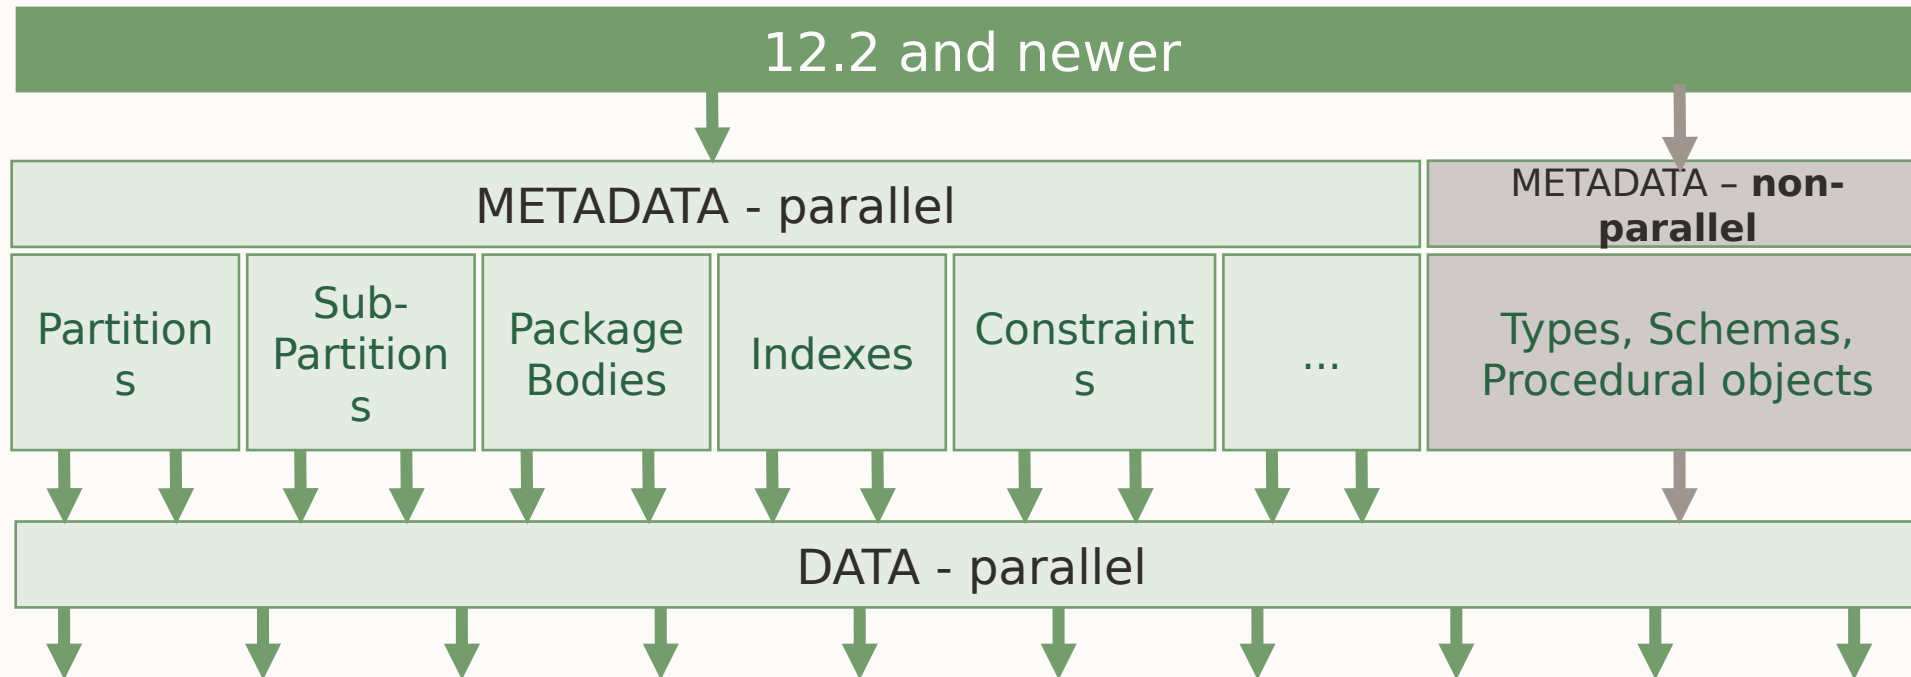 12.2 and newer
METADATA - parallel
METADATA – non-
parallel
Partition
s
Sub-
Partition
s
Package
Bodies
Indexes
Constraint
s
...
Types, Schemas,
Procedural objects
DATA - parallel